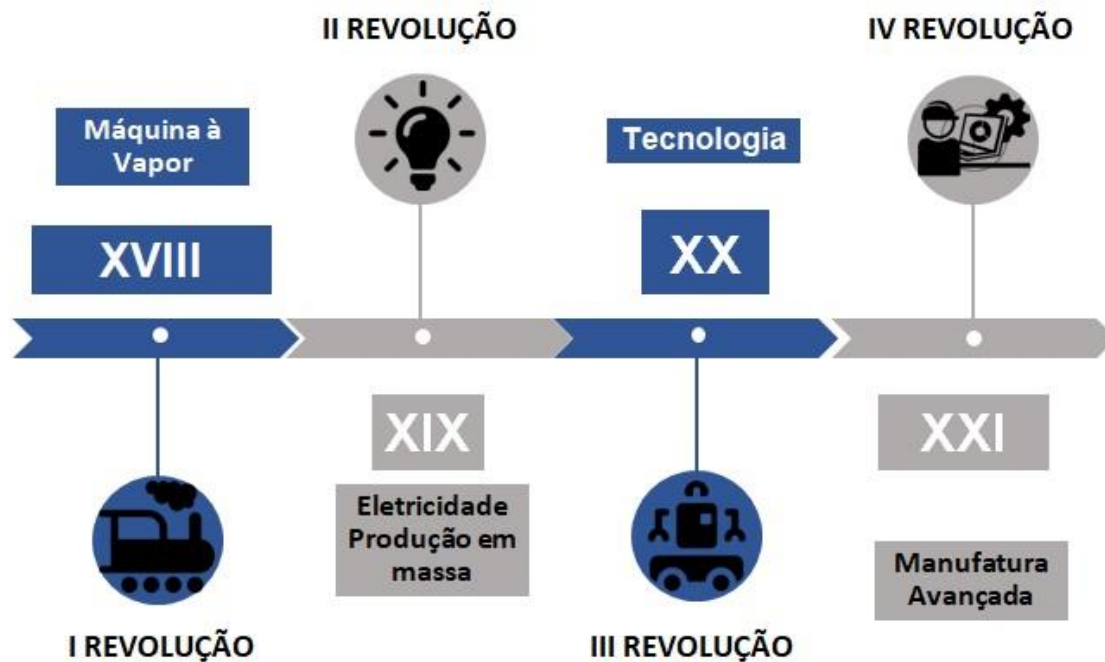 II REVOLUÇÃO
IV REVOLUÇÃO
Máquina à
Vapor
Tecnologia
XVIII
XX
XIX
XXI
Eletricidade
Produção em
massa
Manufatura
Avançada
I REVOLUÇÃO
III REVOLUÇÃO